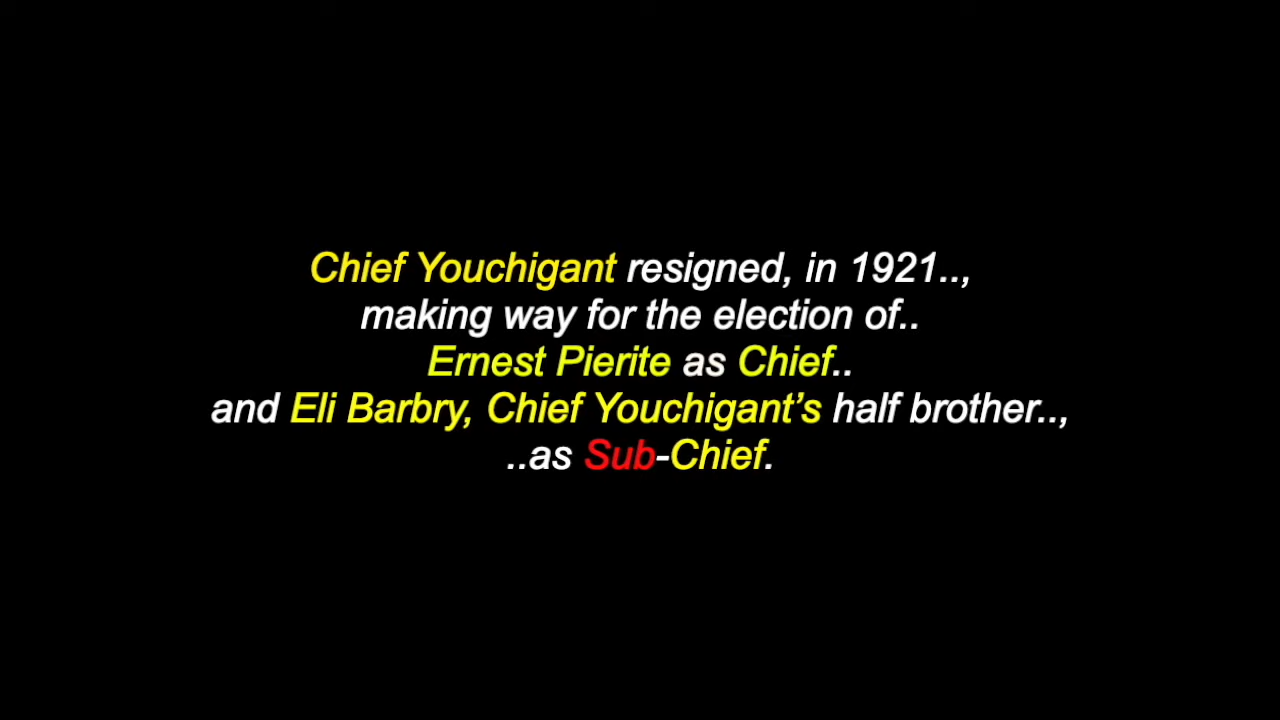 Chief Youchigant resigned, in 1921..,
making way for the election of..
Ernest Pierite as Chief..
and Eli Barbry, Chief Youchigant’s half brother..,
..as Sub-Chief.